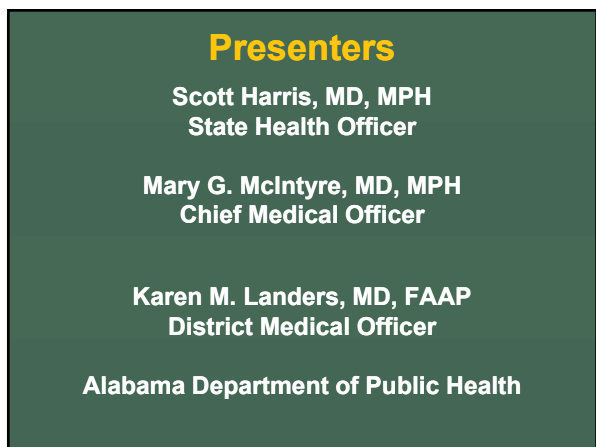 Presenters
Scott Harris, MD, MPH
State Health Officer
Mary G. McIntyre, MD, MPH
Chief Medical Officer
Karen M. Landers, MD, FAAP
District Medical Officer
Alabama Department of Public Health